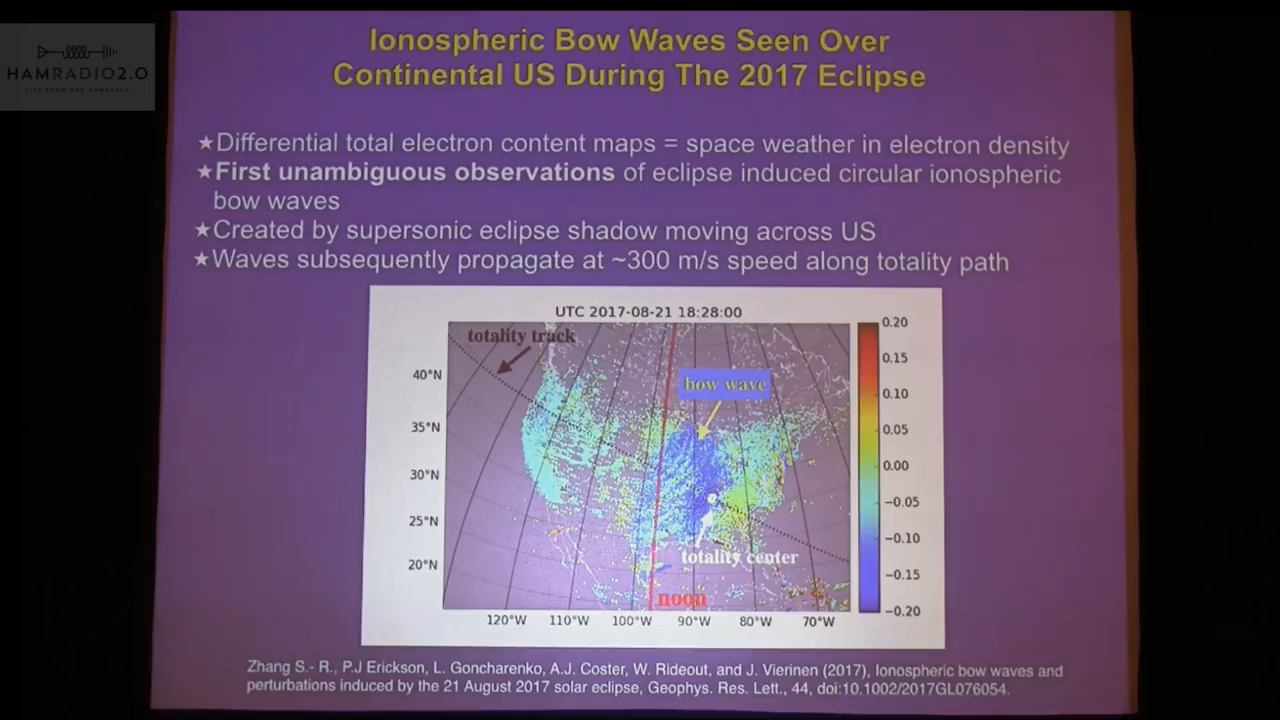 HAMRADIO2.0
LIVE FROM THE HAMSHACK
Ionospheric Bow Waves Seen Over
Continental US During The 2017 Eclipse
★Differential total electron content maps = space weather in electron density
★First unambiguous observations of eclipse induced circular ionospheric
bow waves
★Created by supersonic eclipse shadow moving across US
★Waves subsequently propagate at ~300 m/s speed along totality path
UTC 2017-08-21 18:28:00
totality track
bow wave
totality center
noon
40°N
35°N
30°N
25°N
20°N
120°W 110°W 100°W 90°W 80°W 70°W
0.20
0.15
0.10
0.05
0.00
−0.05
−0.10
−0.15
−0.20
Zhang S.- R., P.J Erickson, L. Goncharenko, A.J. Coster, W. Rideout, and J. Vierinen (2017), Ionospheric bow waves and
perturbations induced by the 21 August 2017 solar eclipse, Geophys. Res. Lett., 44, doi:10.1002/2017GL076054.